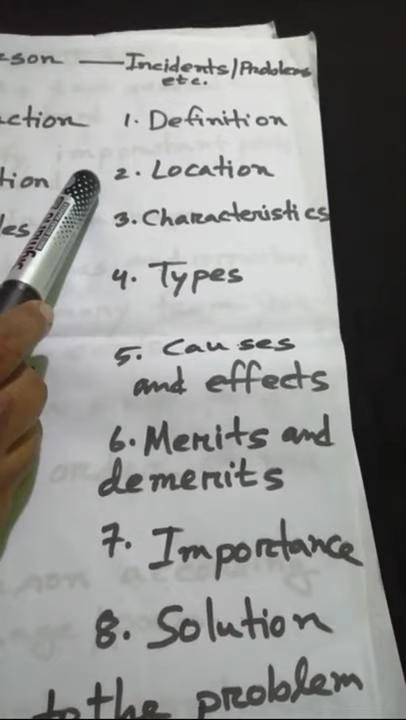 son — Incidents/Problems
etc.
ction 1. Definition
tion 2. Location
les 3. Characteristics
4. Types
5. Causes
and effects
6. Merits and
demerits
7. Importance
8. Solution
to the problem